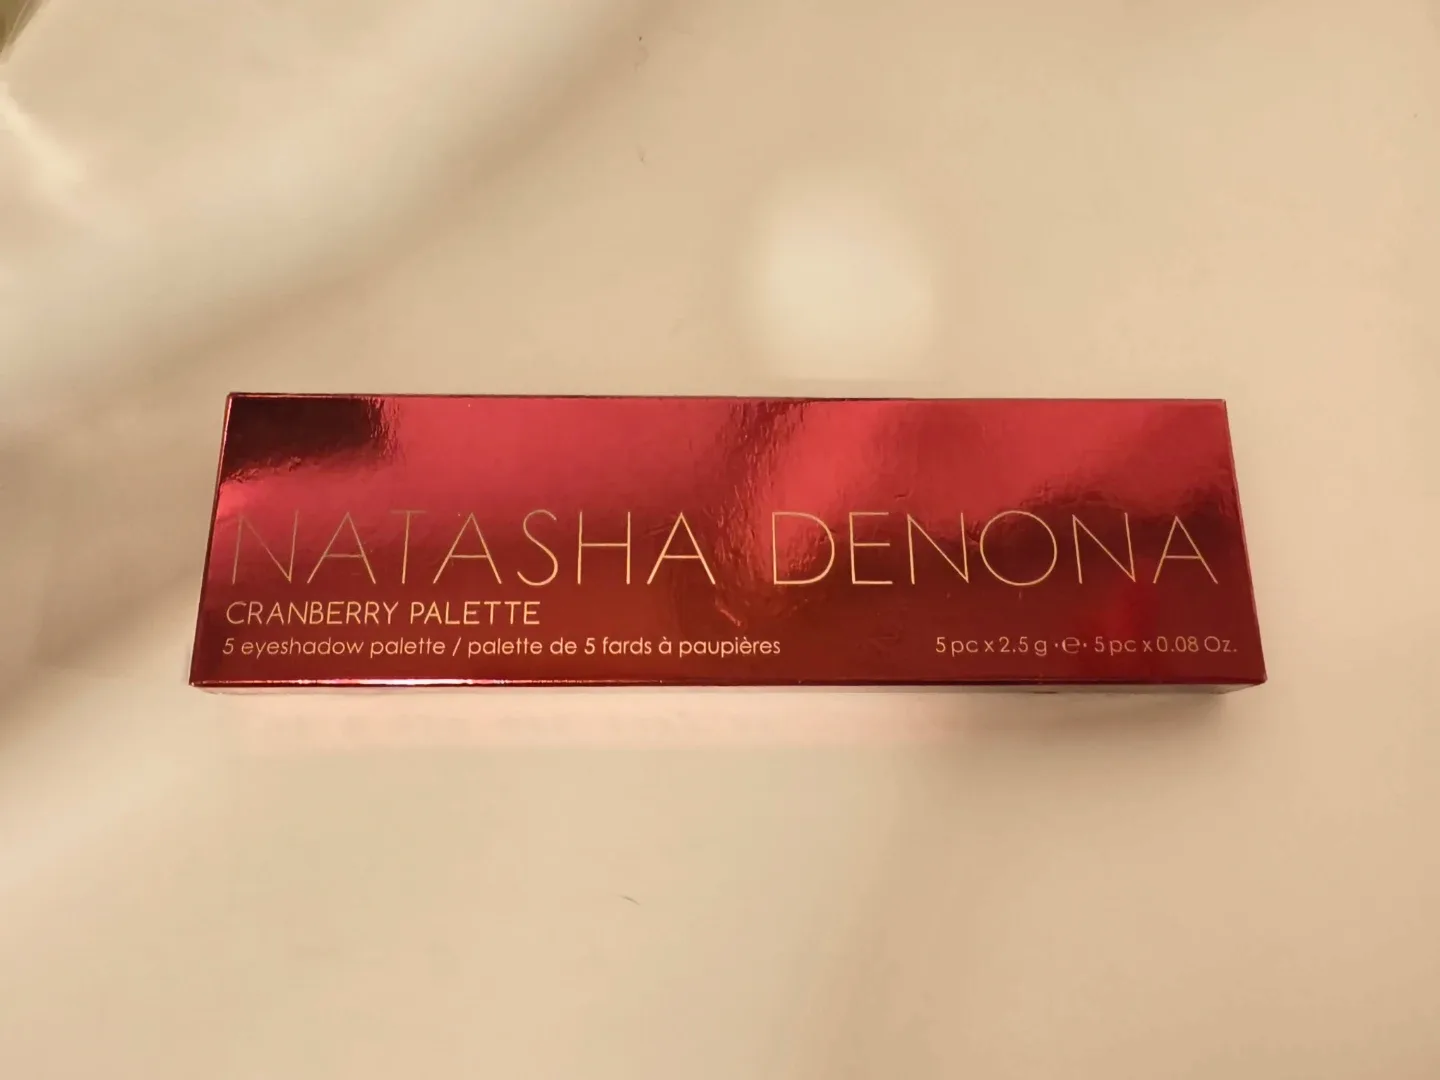 NATASHA DENONA
CRANBERRY PALETTE
5 eyeshadow palette / palette de 5 fards à paupières
5 pc x 2.5 g · ℮ · 5 pc x 0.08 Oz.